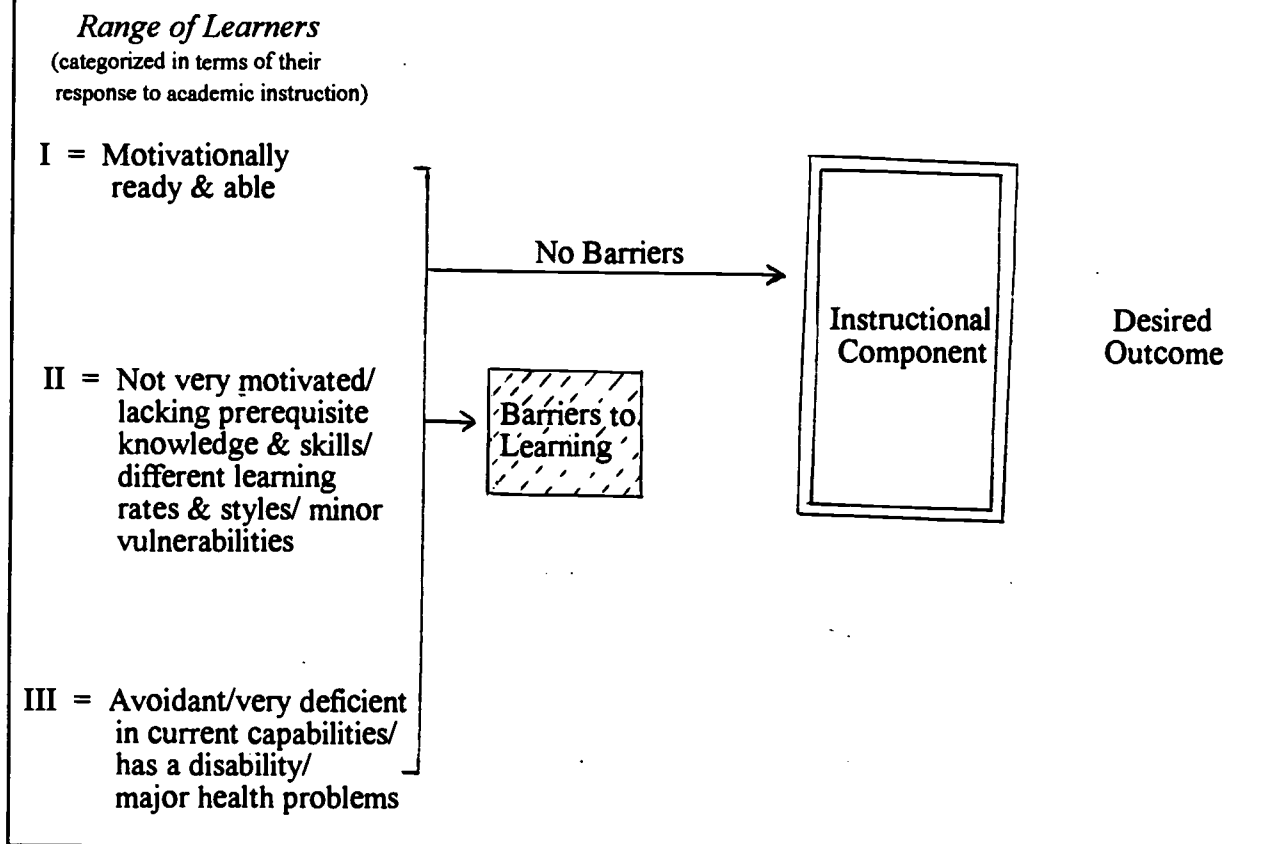 Range of Learners
(categorized in terms of their
response to academic instruction)
I = Motivationally
ready & able
No Barriers
Instructional
Component
Desired
Outcome
II = Not very motivated/
lacking prerequisite
knowledge & skills/
different learning
rates & styles/ minor
vulnerabilities
Barriers to
Learning
III = Avoidant/very deficient
in current capabilities/
has a disability/
major health problems